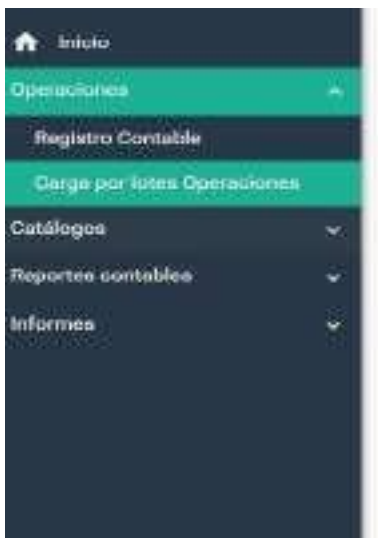 Inicio
Operaciones
Registro Contable
Carga por lotes Operaciones
Catálogos
Reportes contables
Informes